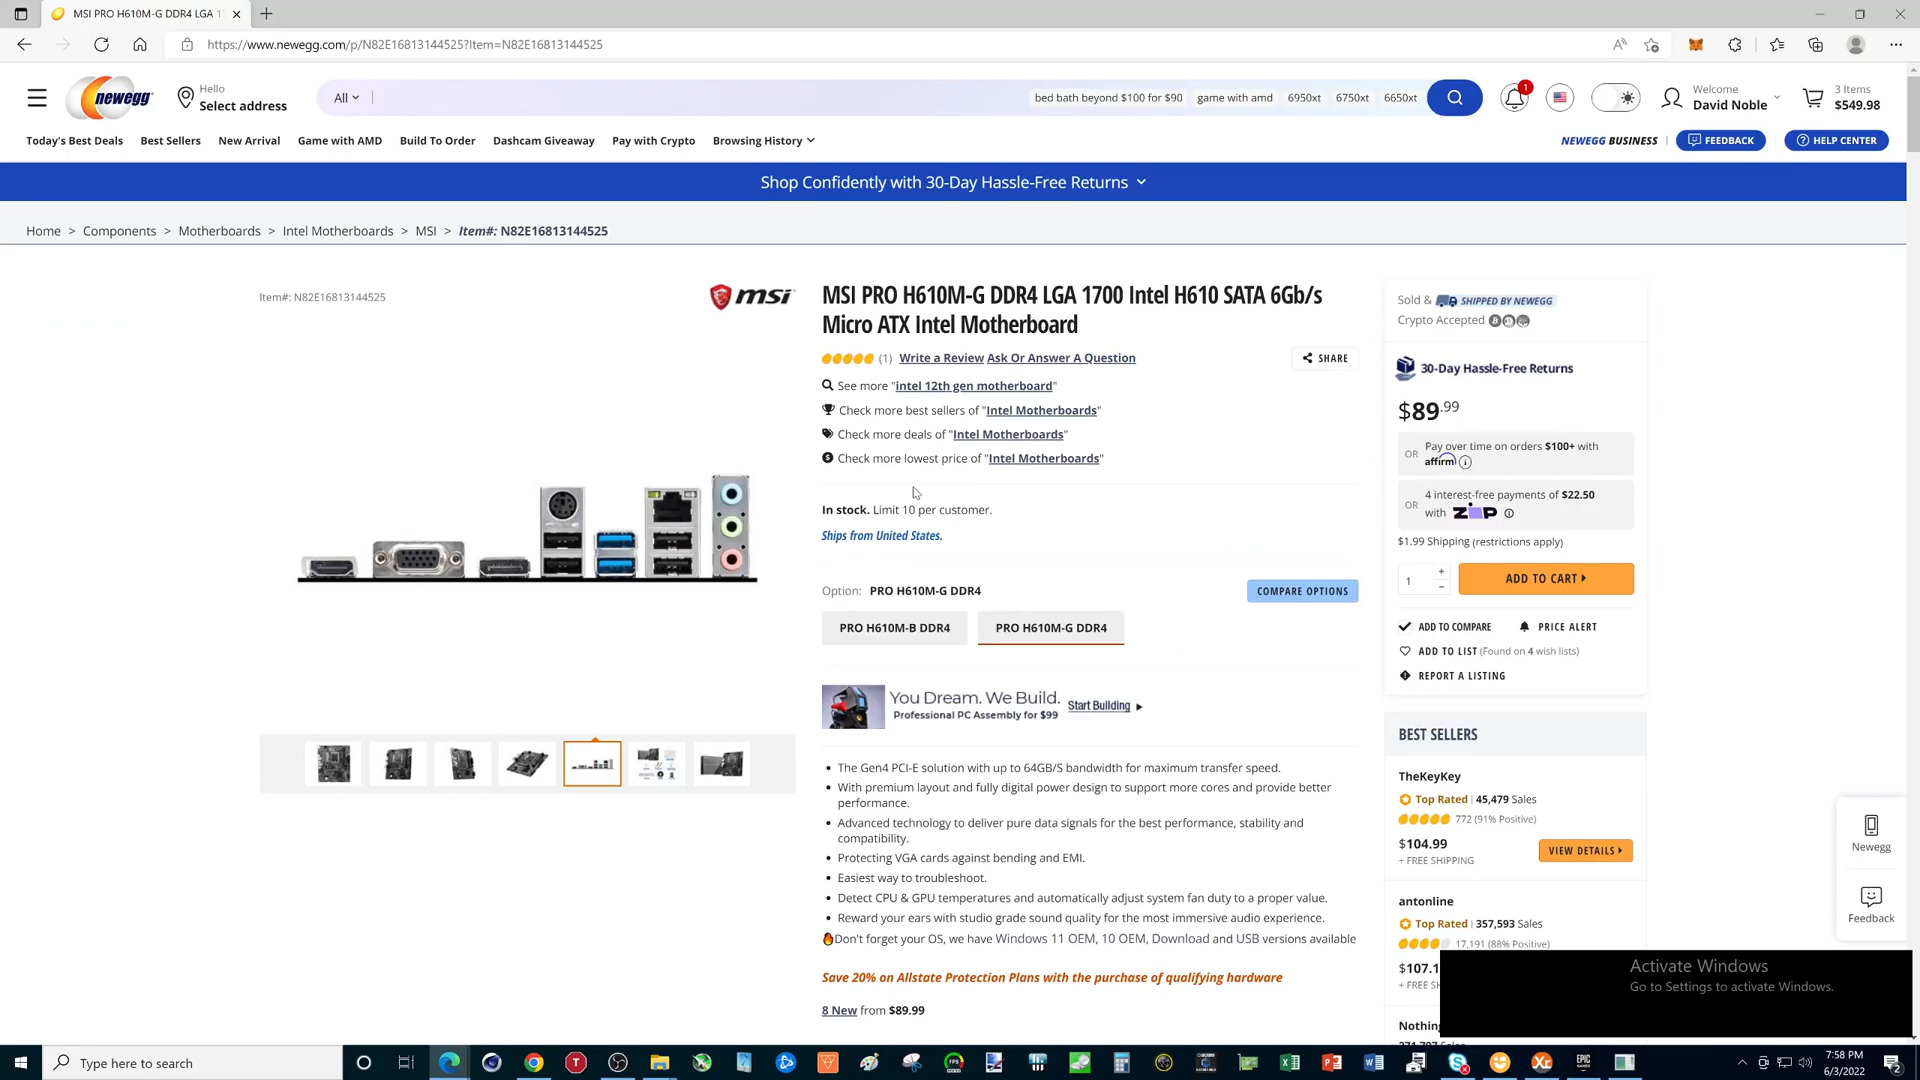 MSI PRO H610M-G DDR4 LGA 1
https://www.newegg.com/p/N82E16813144525?Item=N82E16813144525
newegg
Hello
Select address
All
bed bath beyond $100 for $90
game with amd
6950xt
6750xt
6650xt
1
Welcome
David Noble
3 Items
$549.98
Today's Best Deals
Best Sellers
New Arrival
Game with AMD
Build To Order
Dashcam Giveaway
Pay with Crypto
Browsing History
NEWEGG BUSINESS
FEEDBACK
HELP CENTER
Shop Confidently with 30-Day Hassle-Free Returns
Home > Components > Motherboards > Intel Motherboards > MSI > Item#: N82E16813144525
Item#: N82E16813144525
msi
MSI PRO H610M-G DDR4 LGA 1700 Intel H610 SATA 6Gb/s
Micro ATX Intel Motherboard
(1) Write a Review Ask Or Answer A Question
SHARE
See more "intel 12th gen motherboard"
Check more best sellers of "Intel Motherboards"
Check more deals of "Intel Motherboards"
Check more lowest price of "Intel Motherboards"
In stock. Limit 10 per customer.
Ships from United States.
Option: PRO H610M-G DDR4
COMPARE OPTIONS
PRO H610M-B DDR4
PRO H610M-G DDR4
You Dream. We Build.
Professional PC Assembly for $99
Start Building
• The Gen4 PCI-E solution with up to 64GB/S bandwidth for maximum transfer speed.
• With premium layout and fully digital power design to support more cores and provide better
performance.
• Advanced technology to deliver pure data signals for the best performance, stability and
compatibility.
• Protecting VGA cards against bending and EMI.
• Easiest way to troubleshoot.
• Detect CPU & GPU temperatures and automatically adjust system fan duty to a proper value.
• Reward your ears with studio grade sound quality for the most immersive audio experience.
Don't forget your OS, we have Windows 11 OEM, 10 OEM, Download and USB versions available
Save 20% on Allstate Protection Plans with the purchase of qualifying hardware
8 New from $89.99
Sold & SHIPPED BY NEWEGG
Crypto Accepted
30-Day Hassle-Free Returns
$89.99
OR
Pay over time on orders $100+ with
affirm
OR
4 interest-free payments of $22.50
with ZIP
$1.99 Shipping (restrictions apply)
1
+
−
ADD TO CART
ADD TO COMPARE
PRICE ALERT
ADD TO LIST (Found on 4 wish lists)
REPORT A LISTING
BEST SELLERS
TheKeyKey
Top Rated | 45,479 Sales
772 (91% Positive)
$104.99
+ FREE SHIPPING
VIEW DETAILS
antonline
Top Rated | 357,593 Sales
17,191 (88% Positive)
$107.1
+ FREE SH
Nothing
Newegg
Feedback
Activate Windows
Go to Settings to activate Windows.
Type here to search
7:58 PM
6/3/2022
2